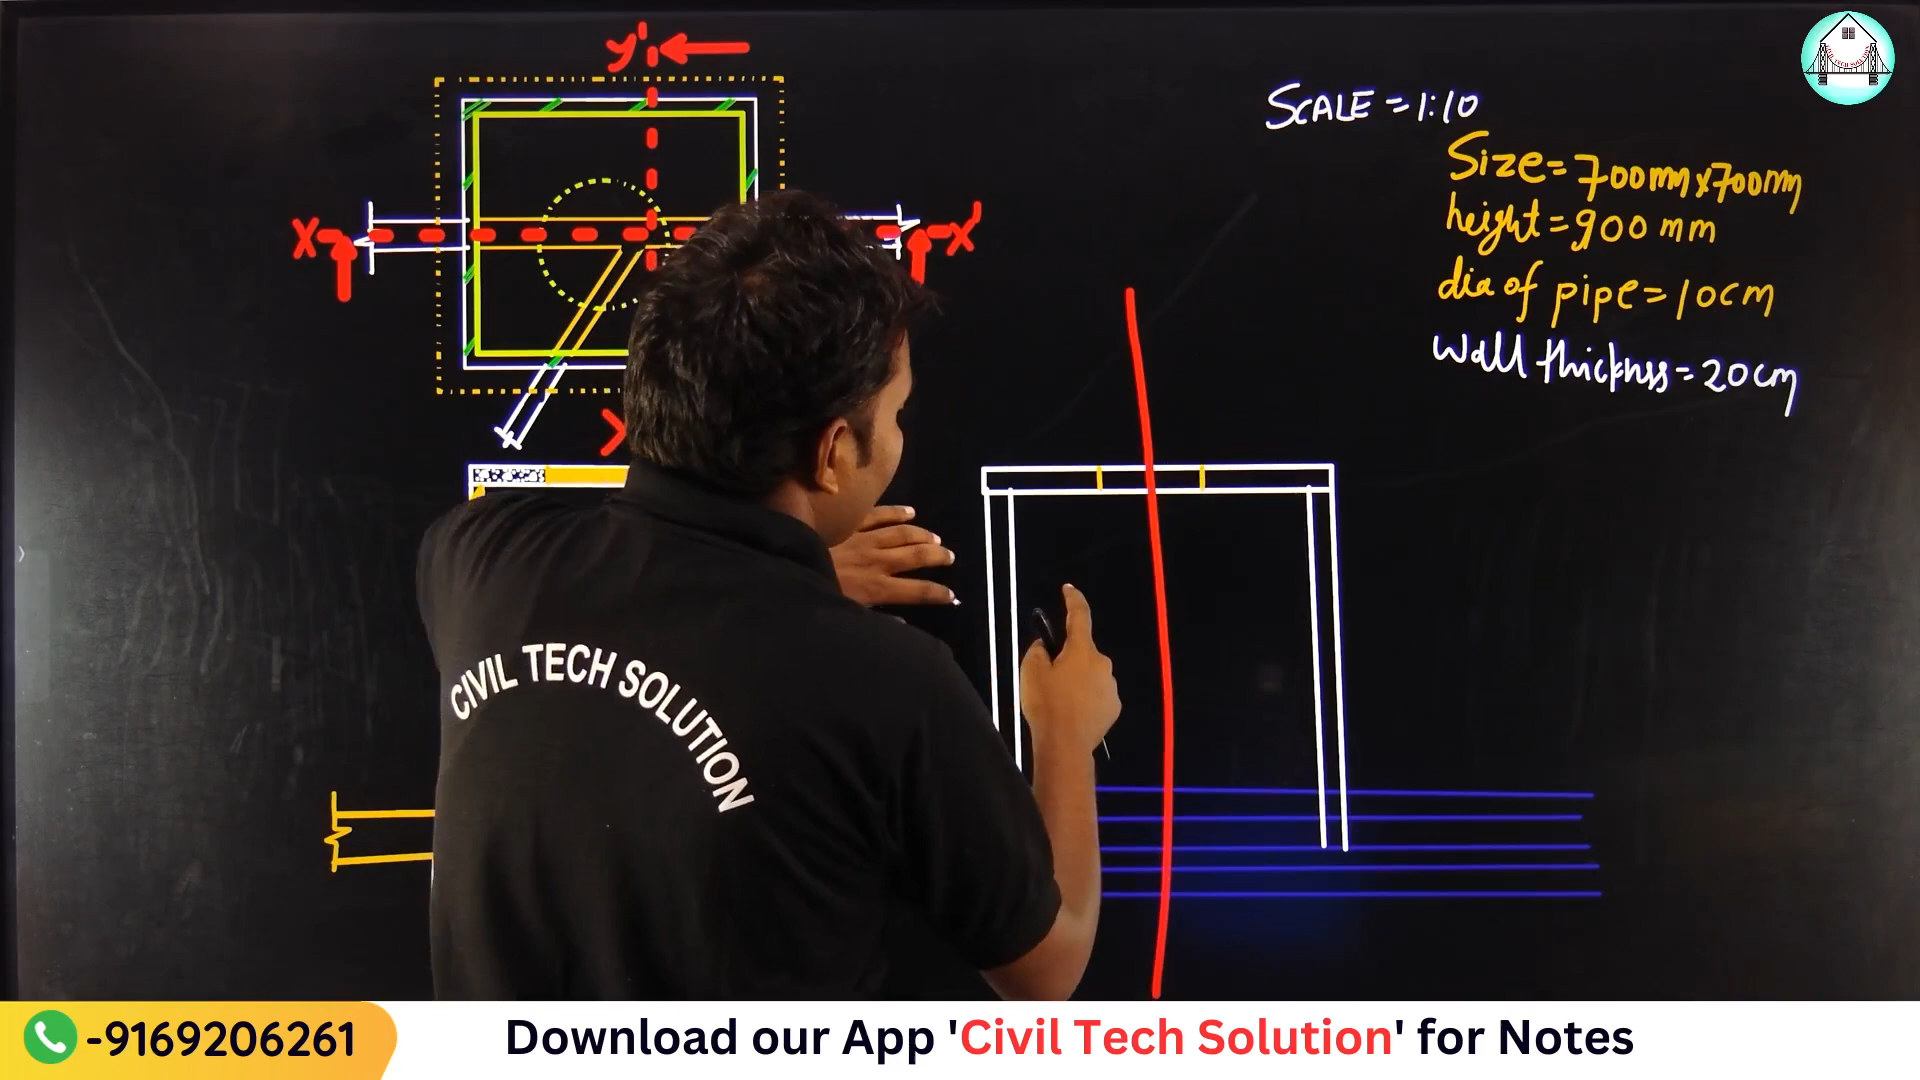 y'
SCALE = 1:10
Size = 700mm x 700mm
height = 900 mm
X
x'
dia of pipe = 10cm
wall thicknss = 20cm
CIVIL TECH SOLUTION
-9169206261
Download our App 'Civil Tech Solution' for Notes